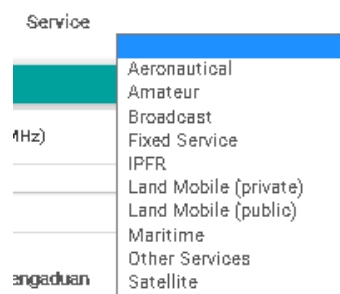 Service
Aeronautical
Amateur
Broadcast
Fixed Service
IPFR
Land Mobile (private)
Land Mobile (public)
Maritime
Other Services
Satellite
MHz)
engaduan